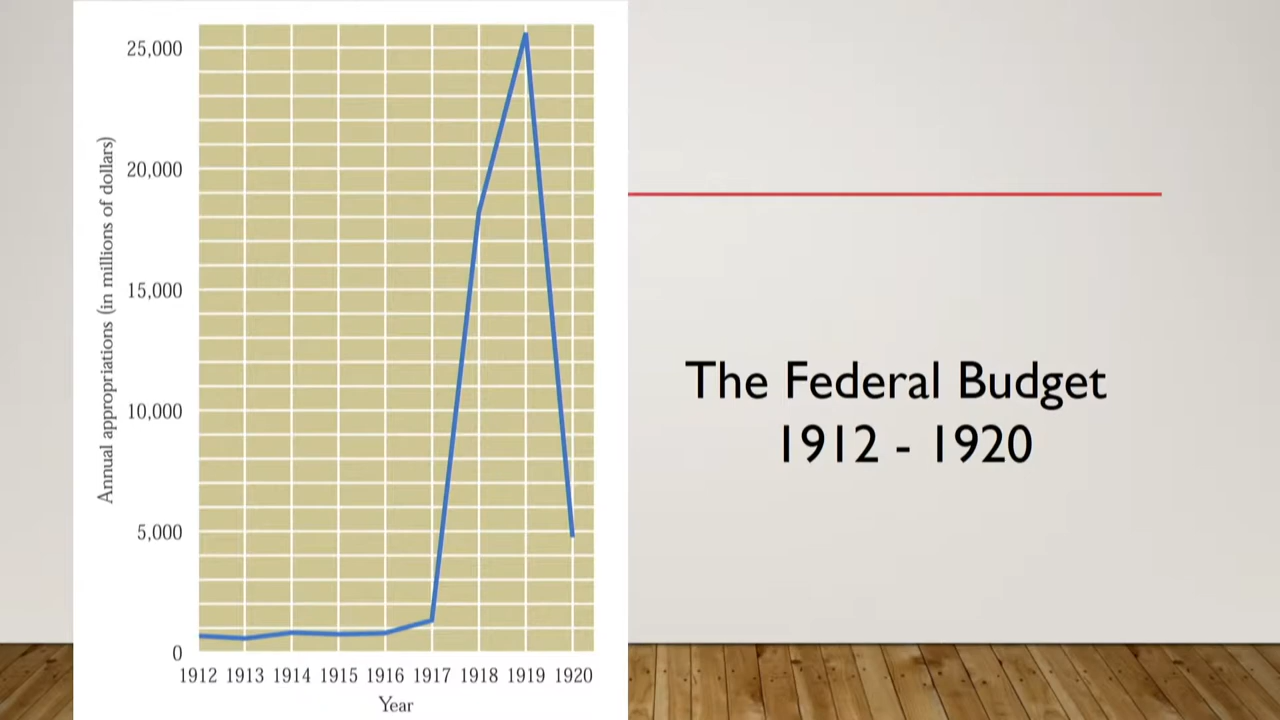 Annual appropriations (in millions of dollars)
25,000
20,000
15,000
10,000
5,000
0
1912 1913 1914 1915 1916 1917 1918 1919 1920
Year
The Federal Budget
1912 - 1920